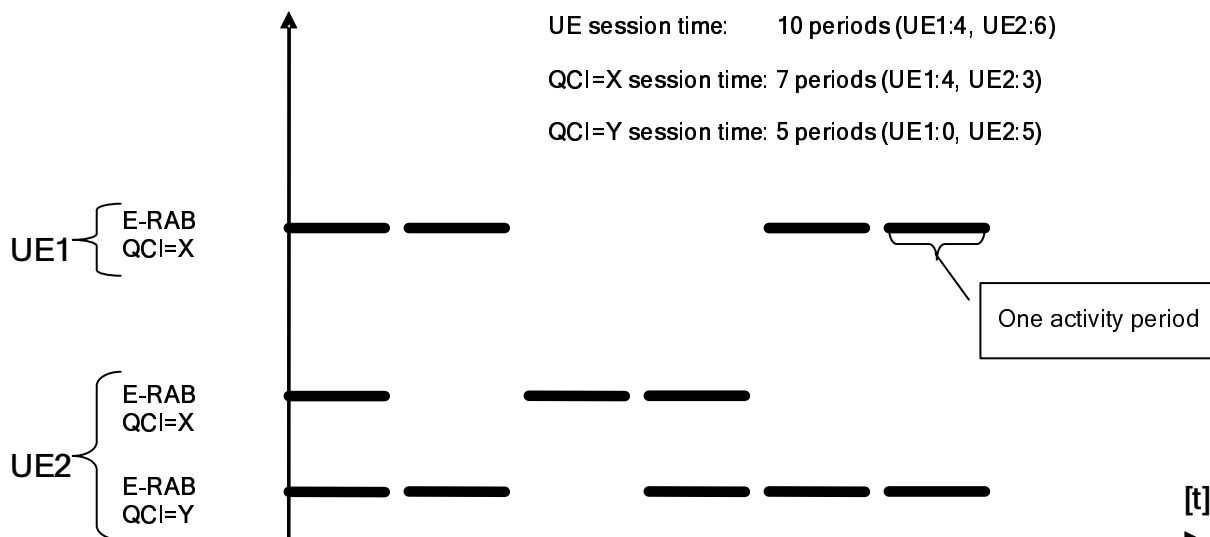 UE session time: 10 periods (UE1:4, UE2:6)
QCI=X session time: 7 periods (UE1:4, UE2:3)
QCI=Y session time: 5 periods (UE1:0, UE2:5)
UE1
E-RAB
QCI=X
One activity period
UE2
E-RAB
QCI=X
E-RAB
QCI=Y
[t]